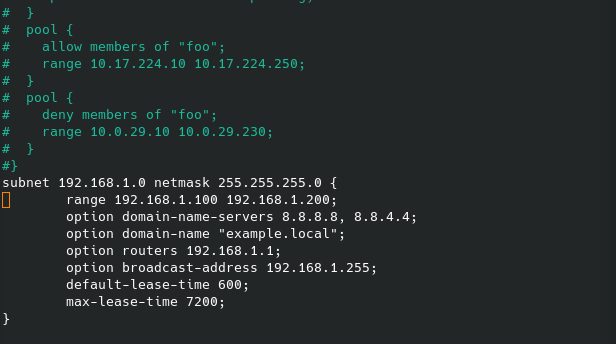 #  }
#  pool {
#    allow members of "foo";
#    range 10.17.224.10 10.17.224.250;
#  }
#  pool {
#    deny members of "foo";
#    range 10.0.29.10 10.0.29.230;
#  }
#}
subnet 192.168.1.0 netmask 255.255.255.0 {
        range 192.168.1.100 192.168.1.200;
        option domain-name-servers 8.8.8.8, 8.8.4.4;
        option domain-name "example.local";
        option routers 192.168.1.1;
        option broadcast-address 192.168.1.255;
        default-lease-time 600;
        max-lease-time 7200;
}